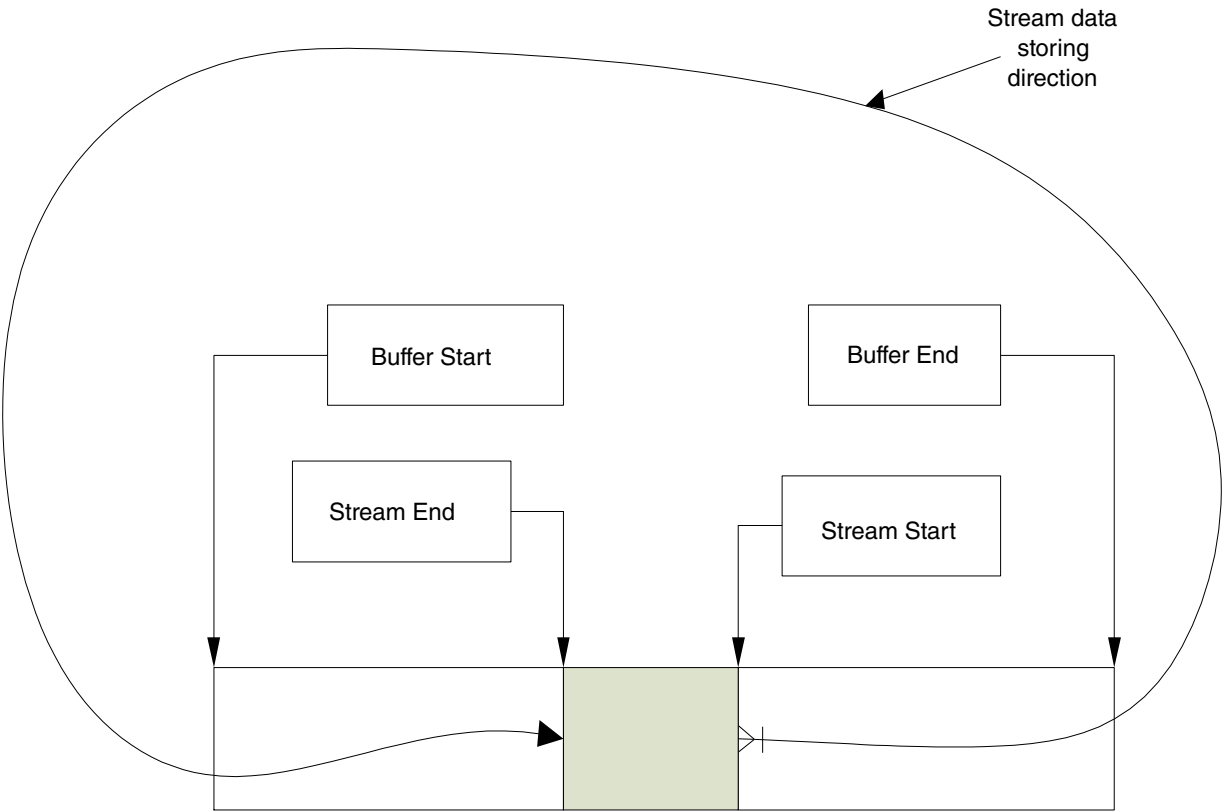 Stream data
storing
direction
Buffer Start
Buffer End
Stream End
Stream Start